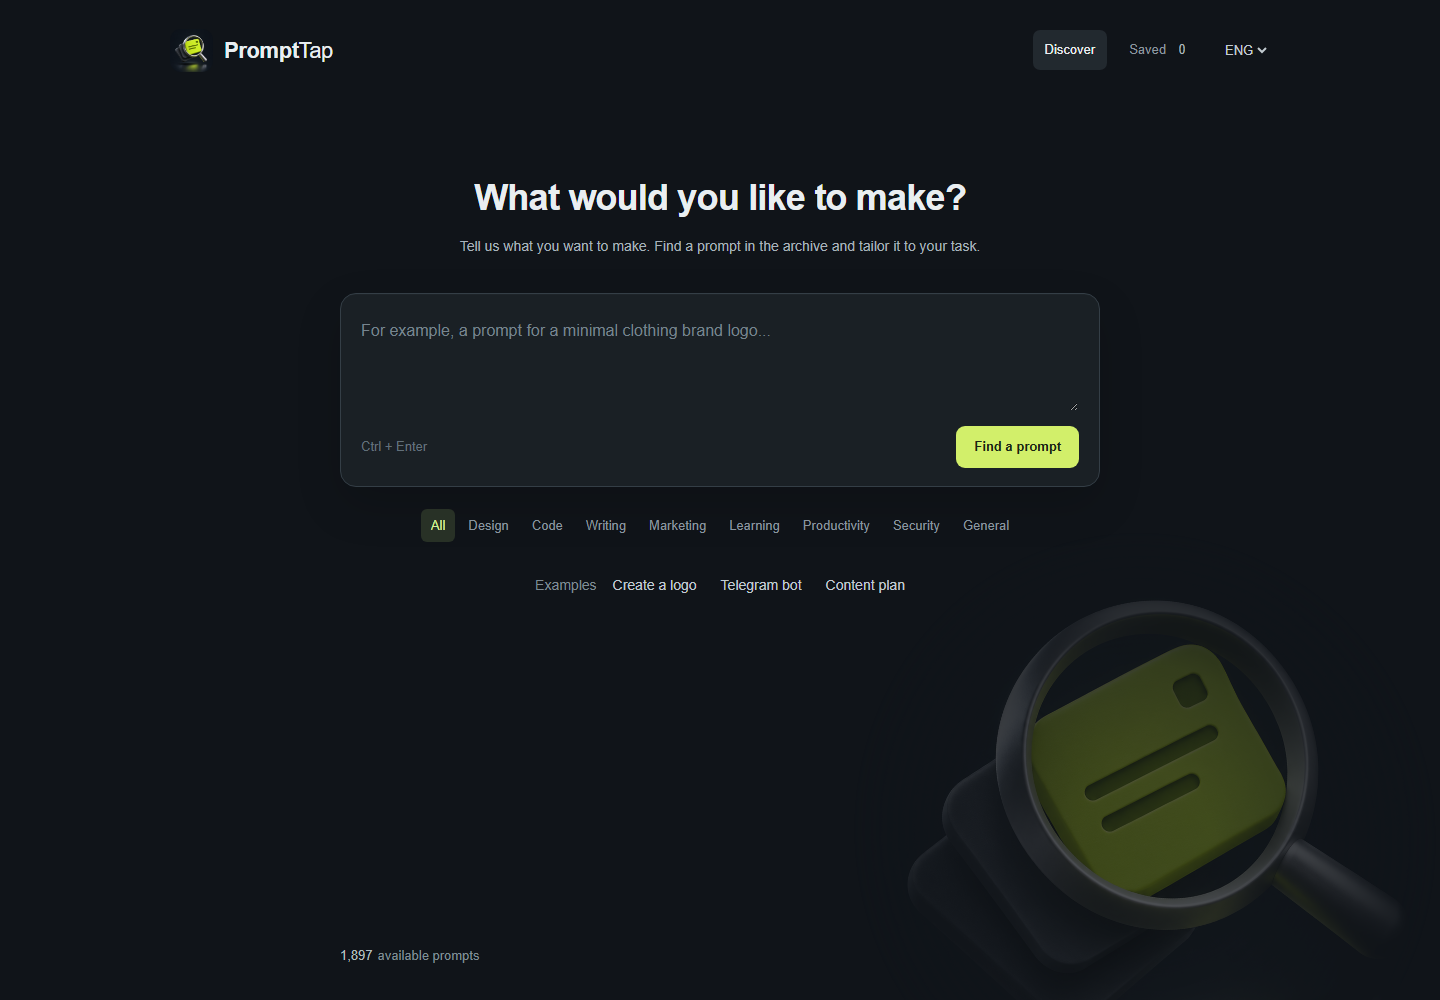 PromptTap
Discover
Saved 0
ENG
What would you like to make?
Tell us what you want to make. Find a prompt in the archive and tailor it to your task.
For example, a prompt for a minimal clothing brand logo...
Ctrl + Enter
Find a prompt
All
Design
Code
Writing
Marketing
Learning
Productivity
Security
General
Examples
Create a logo
Telegram bot
Content plan
1,897 available prompts